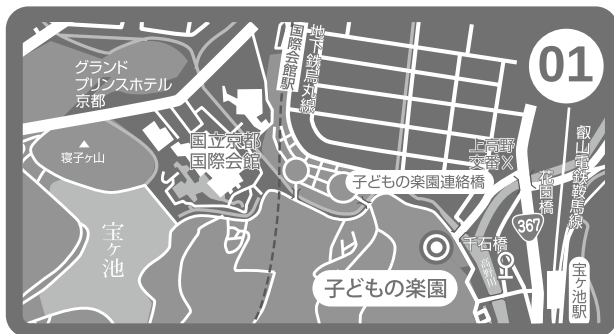 グランド
プリンスホテル
京都
国際会館駅
地下鉄烏丸線
01
国立京都
国際会館
寝子ヶ山
宝ヶ池
上高野
交番X
子どもの楽園連絡橋
花園橋
叡山電鉄鞍馬線
367
千石橋
高野川
子どもの楽園
宝ヶ池駅